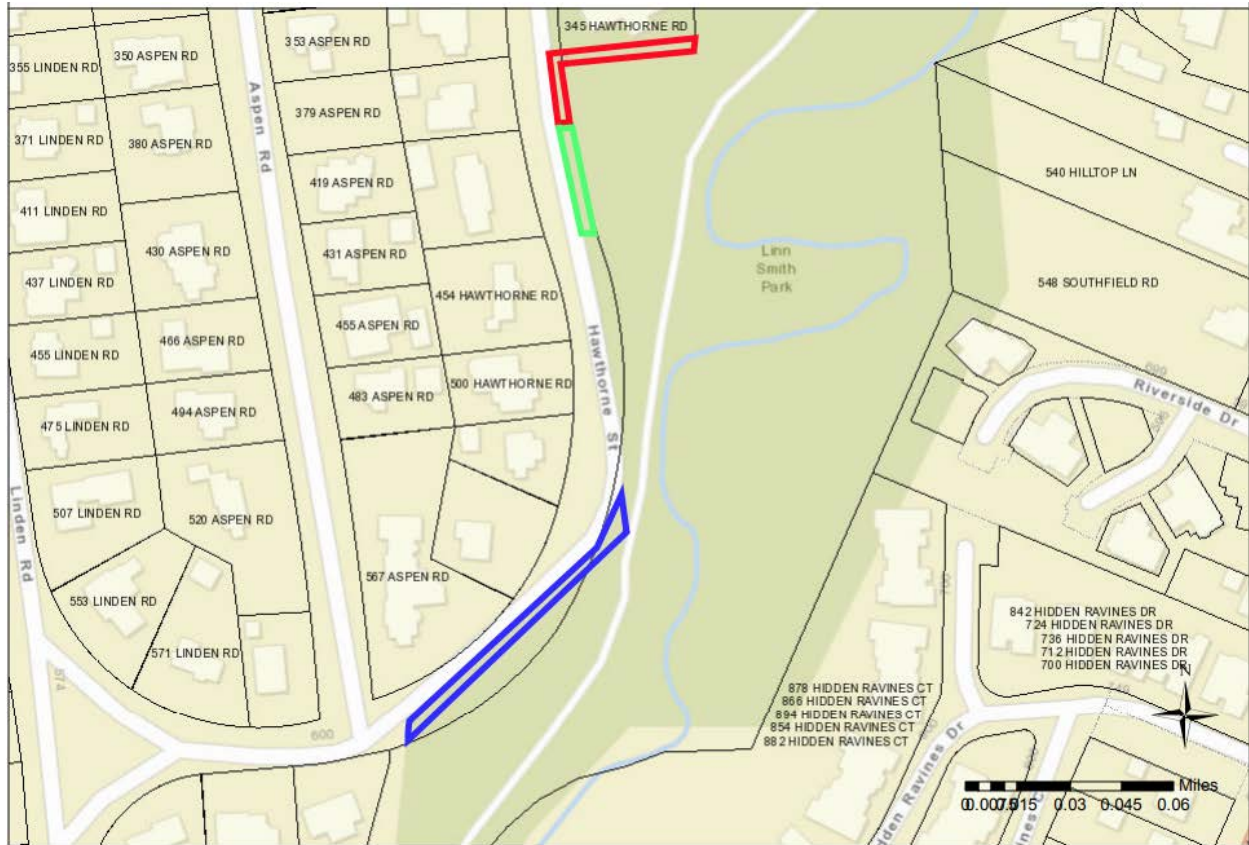 345 HAWTHORNE RD
353 ASPEN RD
350 ASPEN RD
355 LINDEN RD
379 ASPEN RD
Aspen Rd
371 LINDEN RD
380 ASPEN RD
419 ASPEN RD
540 HILLTOP LN
411 LINDEN RD
430 ASPEN RD
431 ASPEN RD
Linn
Smith
Park
437 LINDEN RD
454 HAWTHORNE RD
548 SOUTHFIELD RD
455 LINDEN RD
466 ASPEN RD
455 ASPEN RD
Hawthorne St
483 ASPEN RD
500 HAWTHORNE RD
Riverside Dr
475 LINDEN RD
494 ASPEN RD
507 LINDEN RD
520 ASPEN RD
Linden Rd
567 ASPEN RD
700
553 LINDEN RD
571 LINDEN RD
574
600
842 HIDDEN RAVINES DR
724 HIDDEN RAVINES DR
736 HIDDEN RAVINES DR
712 HIDDEN RAVINES DR
700 HIDDEN RAVINES DR
N
878 HIDDEN RAVINES CT
866 HIDDEN RAVINES CT
894 HIDDEN RAVINES CT
854 HIDDEN RAVINES CT
882 HIDDEN RAVINES CT
dden Ravines Dr
ines C
Miles
0.03 0.045 0.06